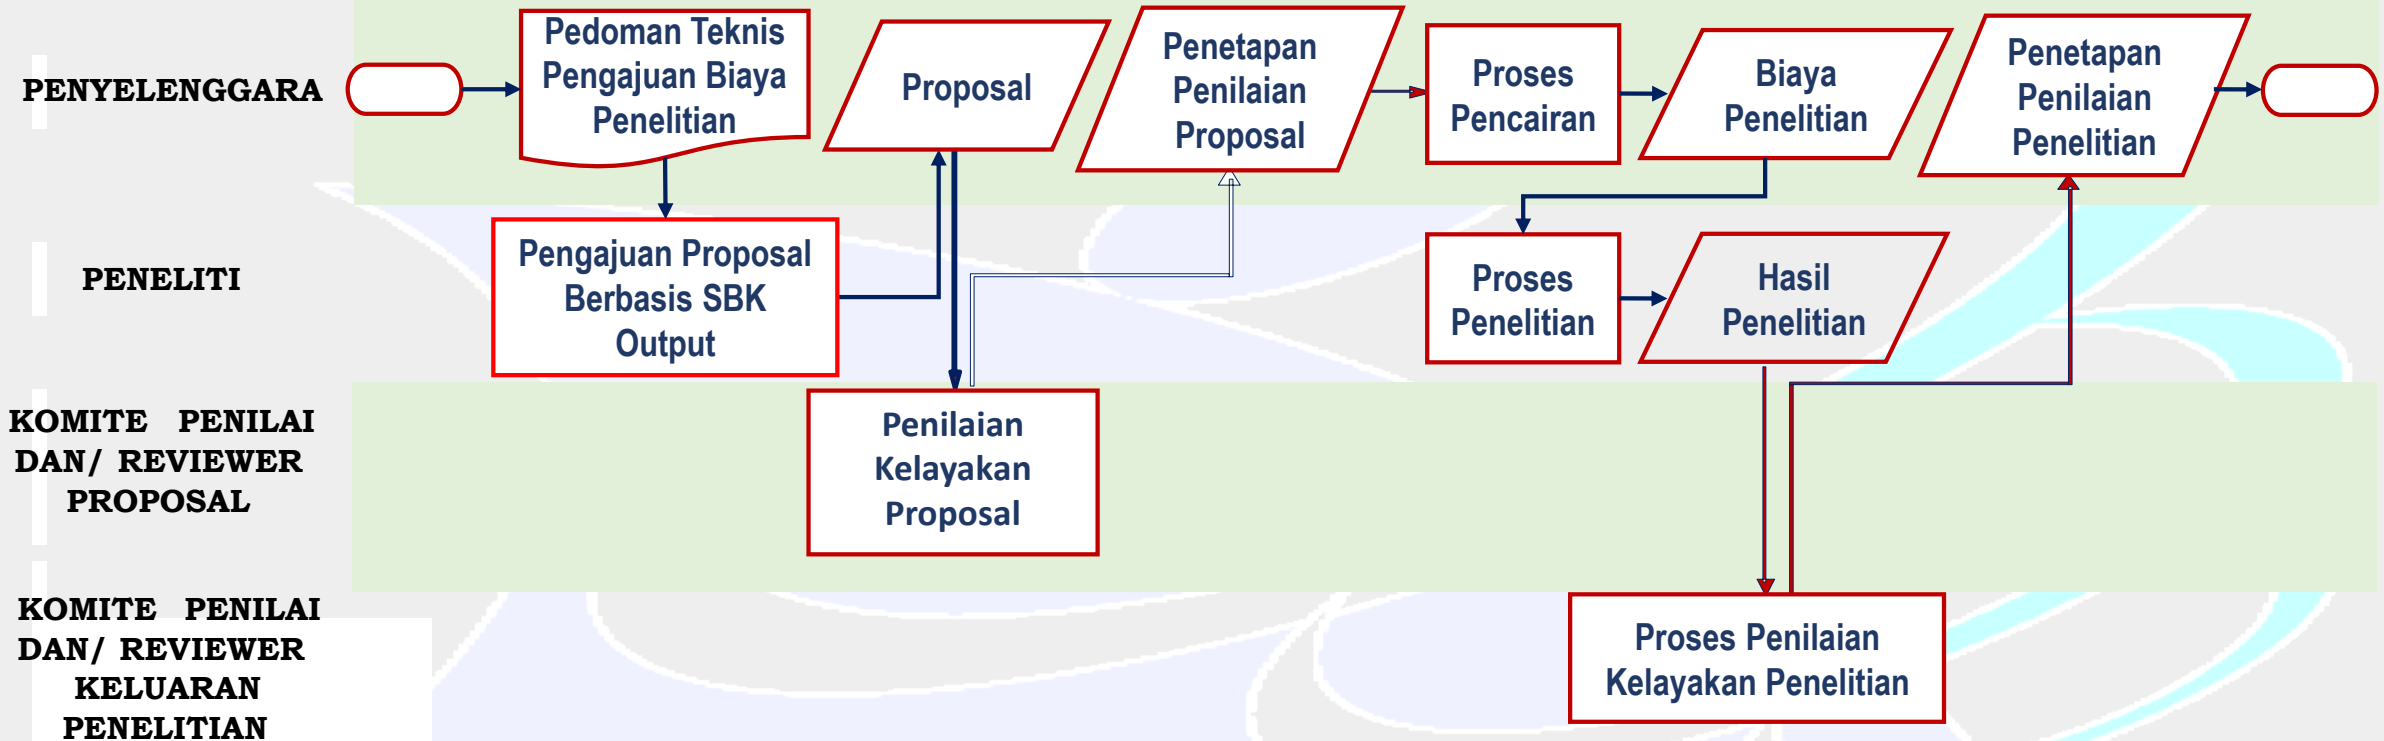 PENYELENGGARA
Pedoman Teknis
Pengajuan Biaya
Penelitian
Proposal
Penetapan
Penilaian
Proposal
Proses
Pencairan
Biaya
Penelitian
Penetapan
Penilaian
Penelitian
PENELITI
Pengajuan Proposal
Berbasis SBK
Output
Proses
Penelitian
Hasil
Penelitian
KOMITE PENILAI
DAN/ REVIEWER
PROPOSAL
Penilaian
Kelayakan
Proposal
KOMITE PENILAI
DAN/ REVIEWER
KELUARAN
PENELITIAN
Proses Penilaian
Kelayakan Penelitian